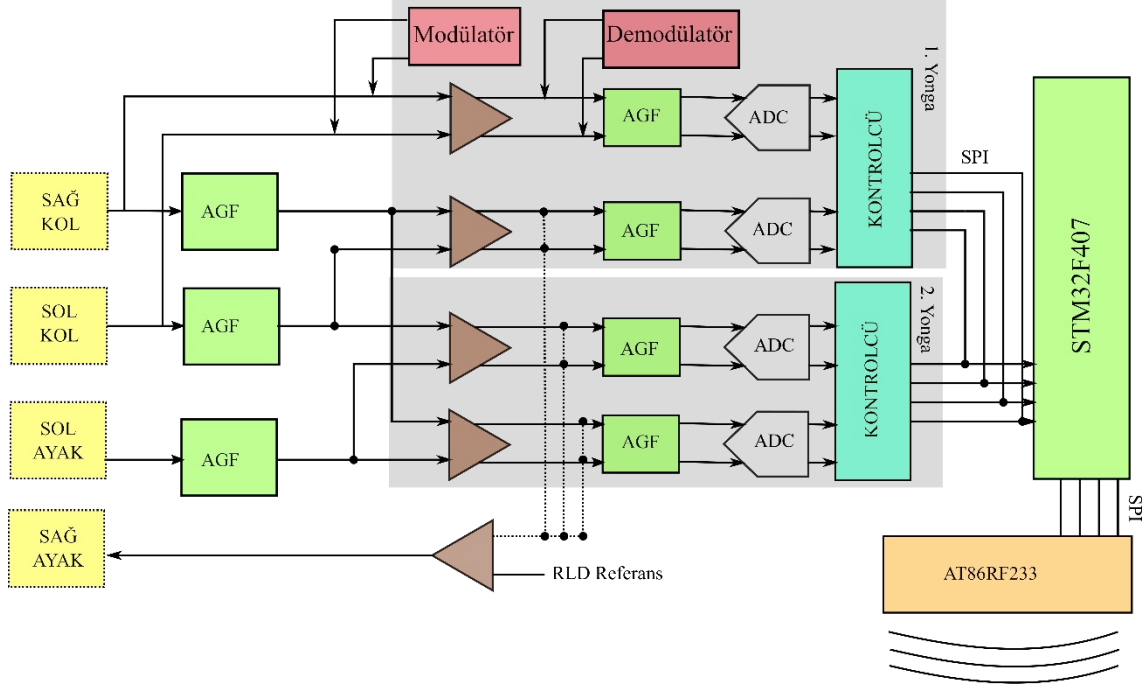 Modülatör
Demodülatör
1. Yonga
AGF
ADC
KONTROLCÜ
SPI
STM32F407
SAĞ
KOL
AGF
AGF
ADC
SOL
KOL
AGF
2. Yonga
AGF
ADC
KONTROLCÜ
SOL
AYAK
AGF
AGF
ADC
SAĞ
AYAK
RLD Referans
SPI
AT86RF233